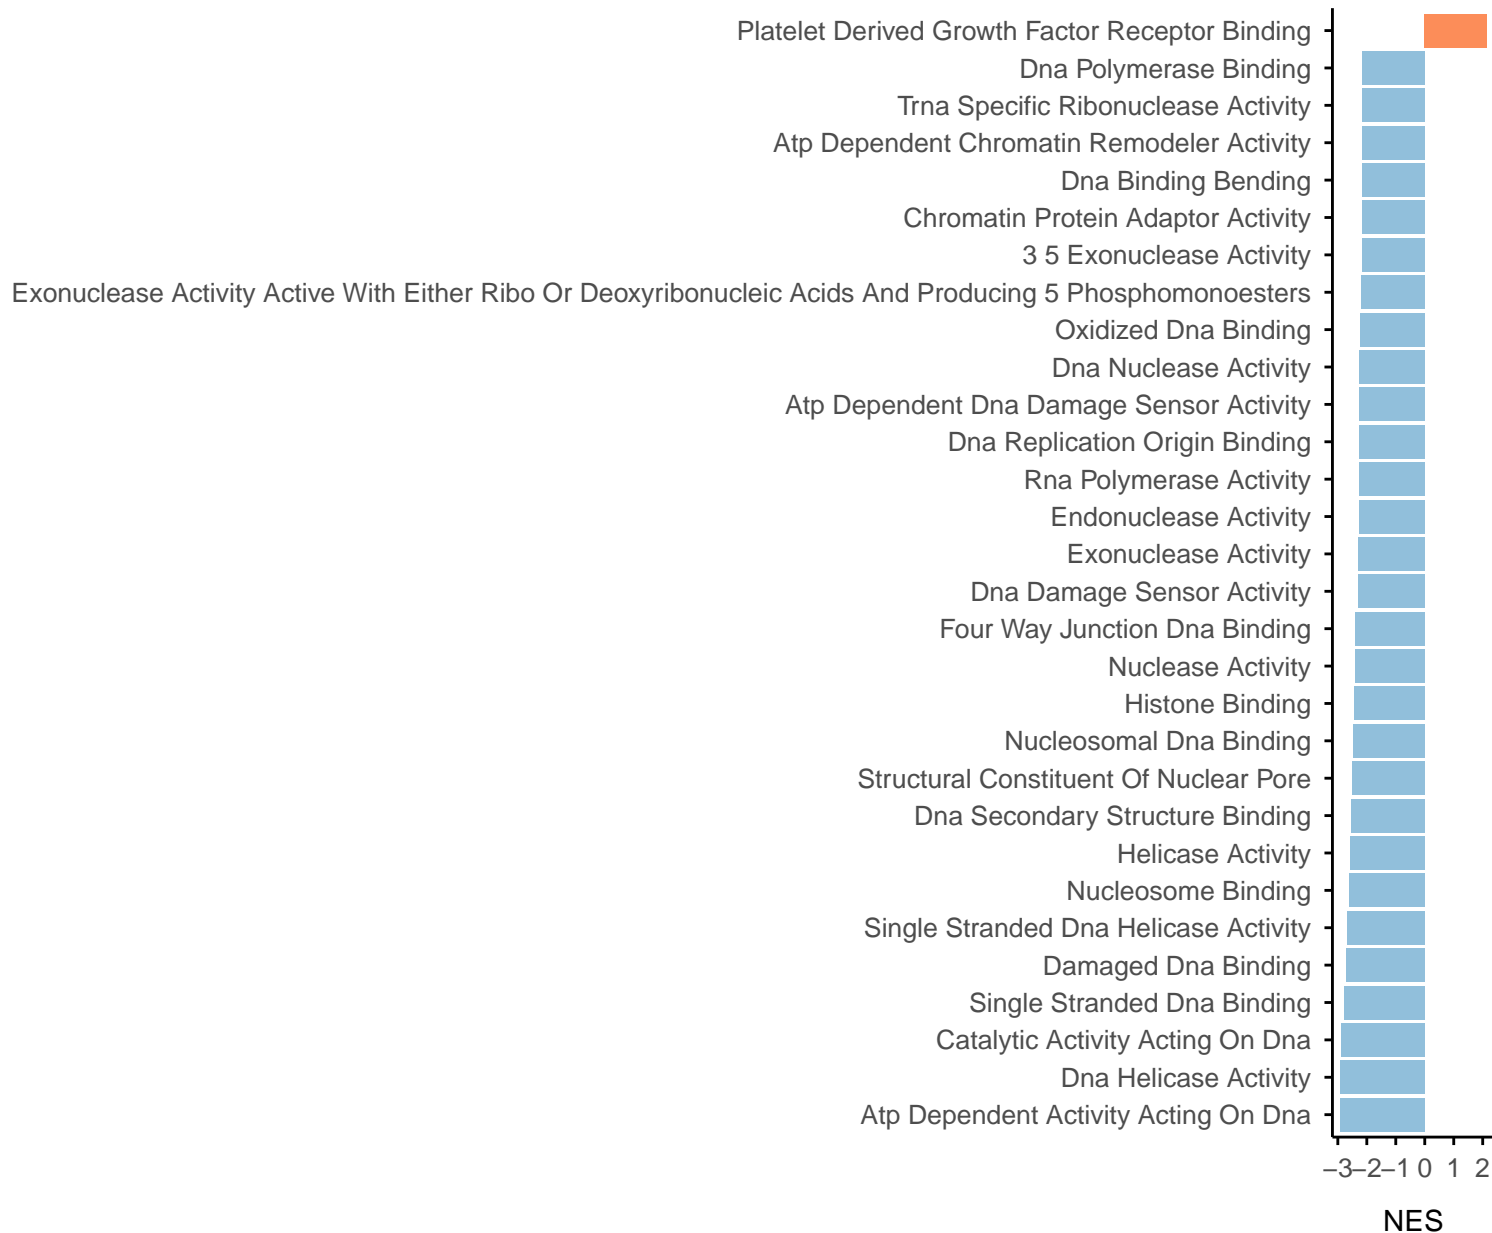 Platelet Derived Growth Factor Receptor Binding
Dna Polymerase Binding
Trna Specific Ribonuclease Activity
Atp Dependent Chromatin Remodeler Activity
Dna Binding Bending
Chromatin Protein Adaptor Activity
3 5 Exonuclease Activity
Exonuclease Activity Active With Either Ribo Or Deoxyribonucleic Acids And Producing 5 Phosphomonoesters
Oxidized Dna Binding
Dna Nuclease Activity
Atp Dependent Dna Damage Sensor Activity
Dna Replication Origin Binding
Rna Polymerase Activity
Endonuclease Activity
Exonuclease Activity
Dna Damage Sensor Activity
Four Way Junction Dna Binding
Nuclease Activity
Histone Binding
Nucleosomal Dna Binding
Structural Constituent Of Nuclear Pore
Dna Secondary Structure Binding
Helicase Activity
Nucleosome Binding
Single Stranded Dna Helicase Activity
Damaged Dna Binding
Single Stranded Dna Binding
Catalytic Activity Acting On Dna
Dna Helicase Activity
Atp Dependent Activity Acting On Dna
−3 −2 −1 0 1 2
NES